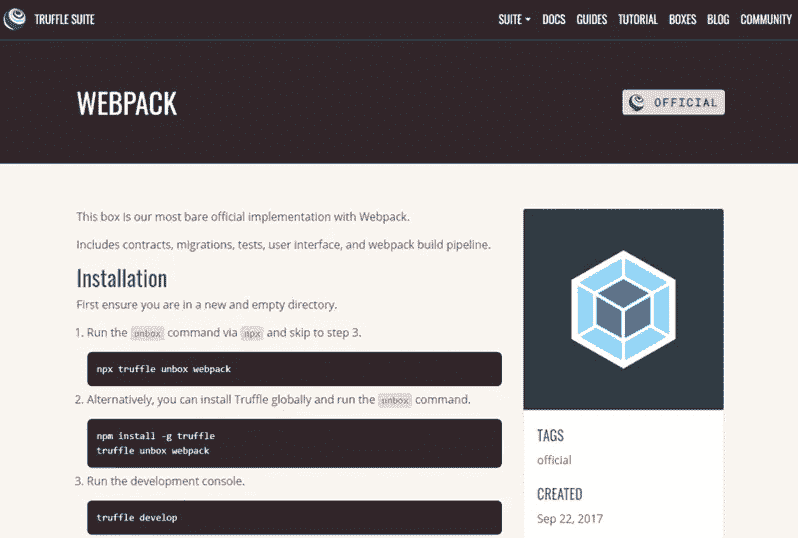 TRUFFLE SUITE
SUITE DOCS GUIDES TUTORIAL BOXES BLOG COMMUNITY
WEBPACK
OFFICIAL
This box is our most bare official implementation with Webpack.
Includes contracts, migrations, tests, user interface, and webpack build pipeline.
Installation
First ensure you are in a new and empty directory.
1. Run the unbox command via npx and skip to step 3.
npx truffle unbox webpack
2. Alternatively, you can install Truffle globally and run the unbox command.
npm install -g truffle
truffle unbox webpack
3. Run the development console.
truffle develop
TAGS
official
CREATED
Sep 22, 2017